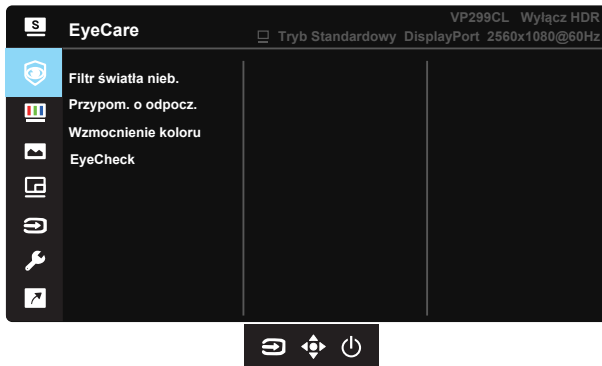 S
EyeCare
VP299CL Wyłącz HDR
Tryb Standardowy DisplayPort 2560x1080@60Hz
Filtr światła nieb.
Przypom. o odpocz.
Wzmocnienie koloru
EyeCheck